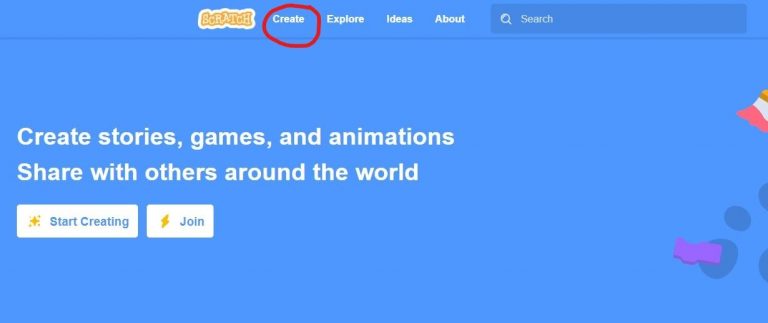 SCRATCH Create Explore Ideas About Search
Create stories, games, and animations
Share with others around the world
Start Creating Join